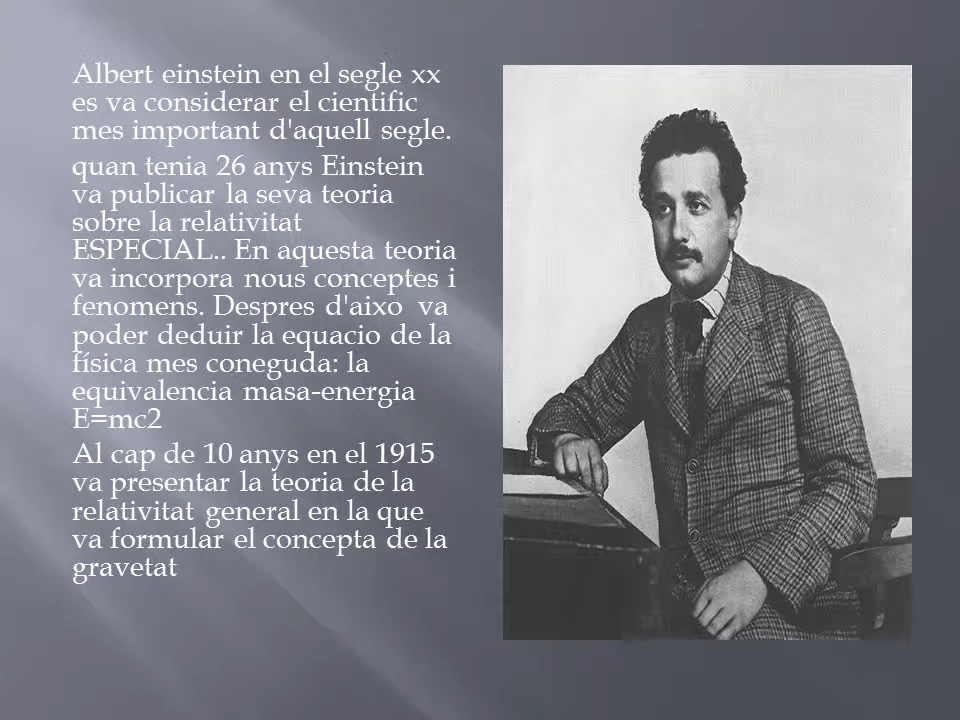 Albert einstein en el segle xx
es va considerar el cientific
mes important d'aquell segle.
quan tenia 26 anys Einstein
va publicar la seva teoria
sobre la relativitat
ESPECIAL.. En aquesta teoria
va incorpora nous conceptes i
fenomens. Despres d'aixo  va
poder deduir la equacio de la
física mes coneguda: la
equivalencia masa-energia
E=mc2
Al cap de 10 anys en el 1915
va presentar la teoria de la
relativitat general en la que
va formular el concepta de la
gravetat